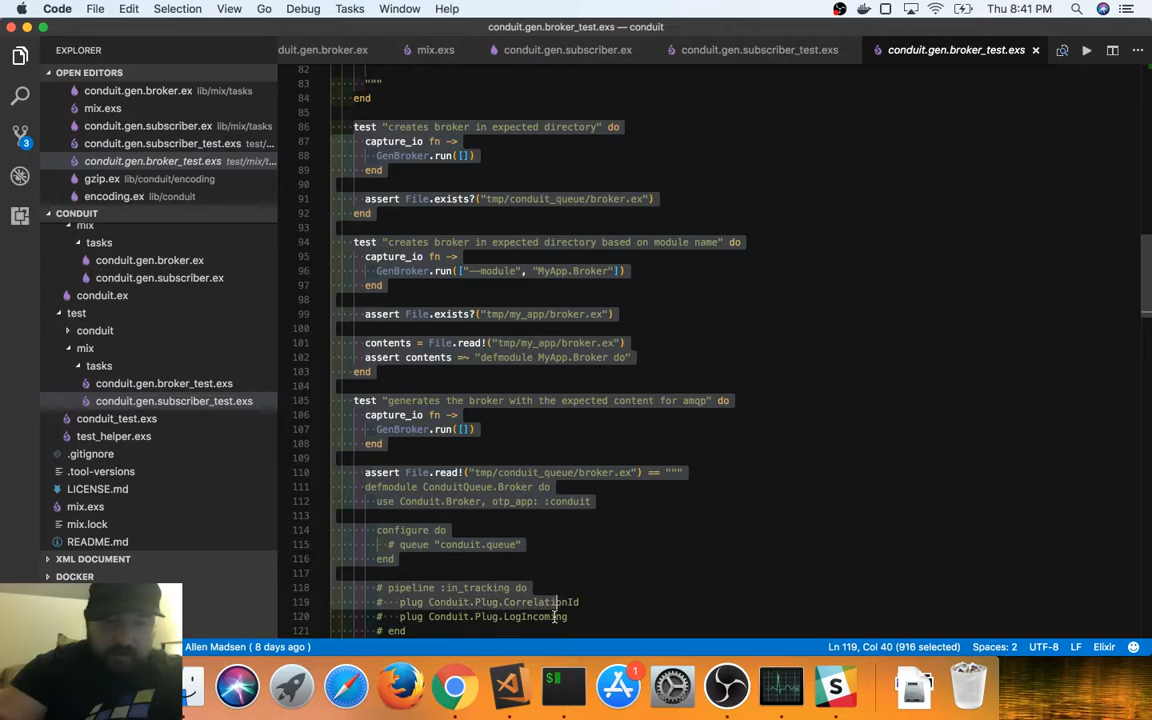 Code File Edit Selection View Go Debug Tasks Window Help Thu 8:41 PM
conduit.gen.broker_test.exs — conduit
EXPLORER
duit.gen.broker.ex mix.exs conduit.gen.subscriber.ex conduit.gen.subscriber_test.exs conduit.gen.broker_test.exs ×
OPEN EDITORS
conduit.gen.broker.ex lib/mix/tasks
mix.exs
conduit.gen.subscriber.ex lib/mix/tasks
conduit.gen.subscriber_test.exs test/...
conduit.gen.broker_test.exs test/mix/t...
gzip.ex lib/conduit/encoding
encoding.ex lib/conduit
CONDUIT
mix
tasks
conduit.gen.broker.ex
conduit.gen.subscriber.ex
conduit.ex
test
conduit
mix
tasks
conduit.gen.broker_test.exs
conduit.gen.subscriber_test.exs
conduit_test.exs
test_helper.exs
.gitignore
.tool-versions
LICENSE.md
mix.exs
mix.lock
README.md
XML DOCUMENT
DOCKER
3
82
83 """
84 end
85
86 test "creates broker in expected directory" do
87 capture_io fn ->
88 GenBroker.run([])
89 end
90
91 assert File.exists?("tmp/conduit_queue/broker.ex")
92 end
93
94 test "creates broker in expected directory based on module name" do
95 capture_io fn ->
96 GenBroker.run(["--module", "MyApp.Broker"])
97 end
98
99 assert File.exists?("tmp/my_app/broker.ex")
100
101 contents = File.read!("tmp/my_app/broker.ex")
102 assert contents =~ "defmodule MyApp.Broker do"
103 end
104
105 test "generates the broker with the expected content for amqp" do
106 capture_io fn ->
107 GenBroker.run([])
108 end
109
110 assert File.read!("tmp/conduit_queue/broker.ex") == """
111 defmodule ConduitQueue.Broker do
112 use Conduit.Broker, otp_app: :conduit
113
114 configure do
115 # queue "conduit.queue"
116 end
117
118 # pipeline :in_tracking do
119 # plug Conduit.Plug.CorrelationId
120 # plug Conduit.Plug.LogIncoming
121 # end
Allen Madsen (8 days ago) Ln 119, Col 40 (916 selected) Spaces: 2 UTF-8 LF Elixir
1